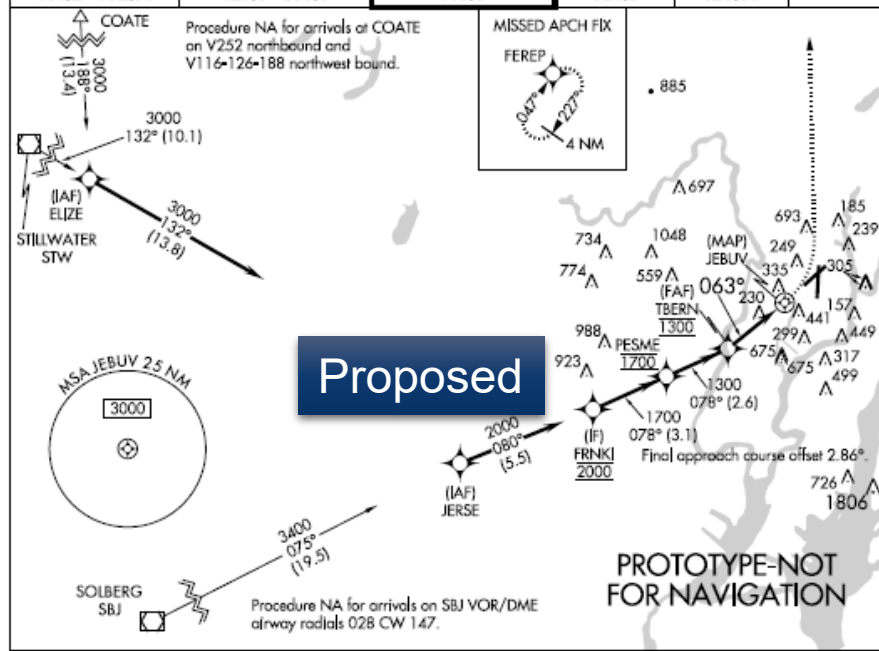 COATE
Procedure NA for arrivals at COATE
on V252 northbound and
V116-126-188 northwest bound.
3000
188°
(13.4)
MISSED APCH FIX
FEREP
047°
227°
4 NM
885
3000
132° (10.1)
(IAF)
ELIZE
STILLWATER
STW
3000
132°
(13.8)
697
734
1048
774
559
(MAP)
JEBUV
693
185
249
239
335
305
(FAF)
TBERN
1300
063°
230
441
157
988
PESME
1700
299
449
675
675
317
923
499
Proposed
MSA JEBUV 25 NM
3000
1300
078° (2.6)
1700
078° (3.1)
(IF)
FRNKI
2000
2000
080°
(5.5)
Final approach course offset 2.86°.
(IAF)
JERSE
726
1806
3400
075°
(19.5)
PROTOTYPE-NOT
FOR NAVIGATION
SOLBERG
SBJ
Procedure NA for arrivals on SBJ VOR/DME
airway radials 028 CW 147.